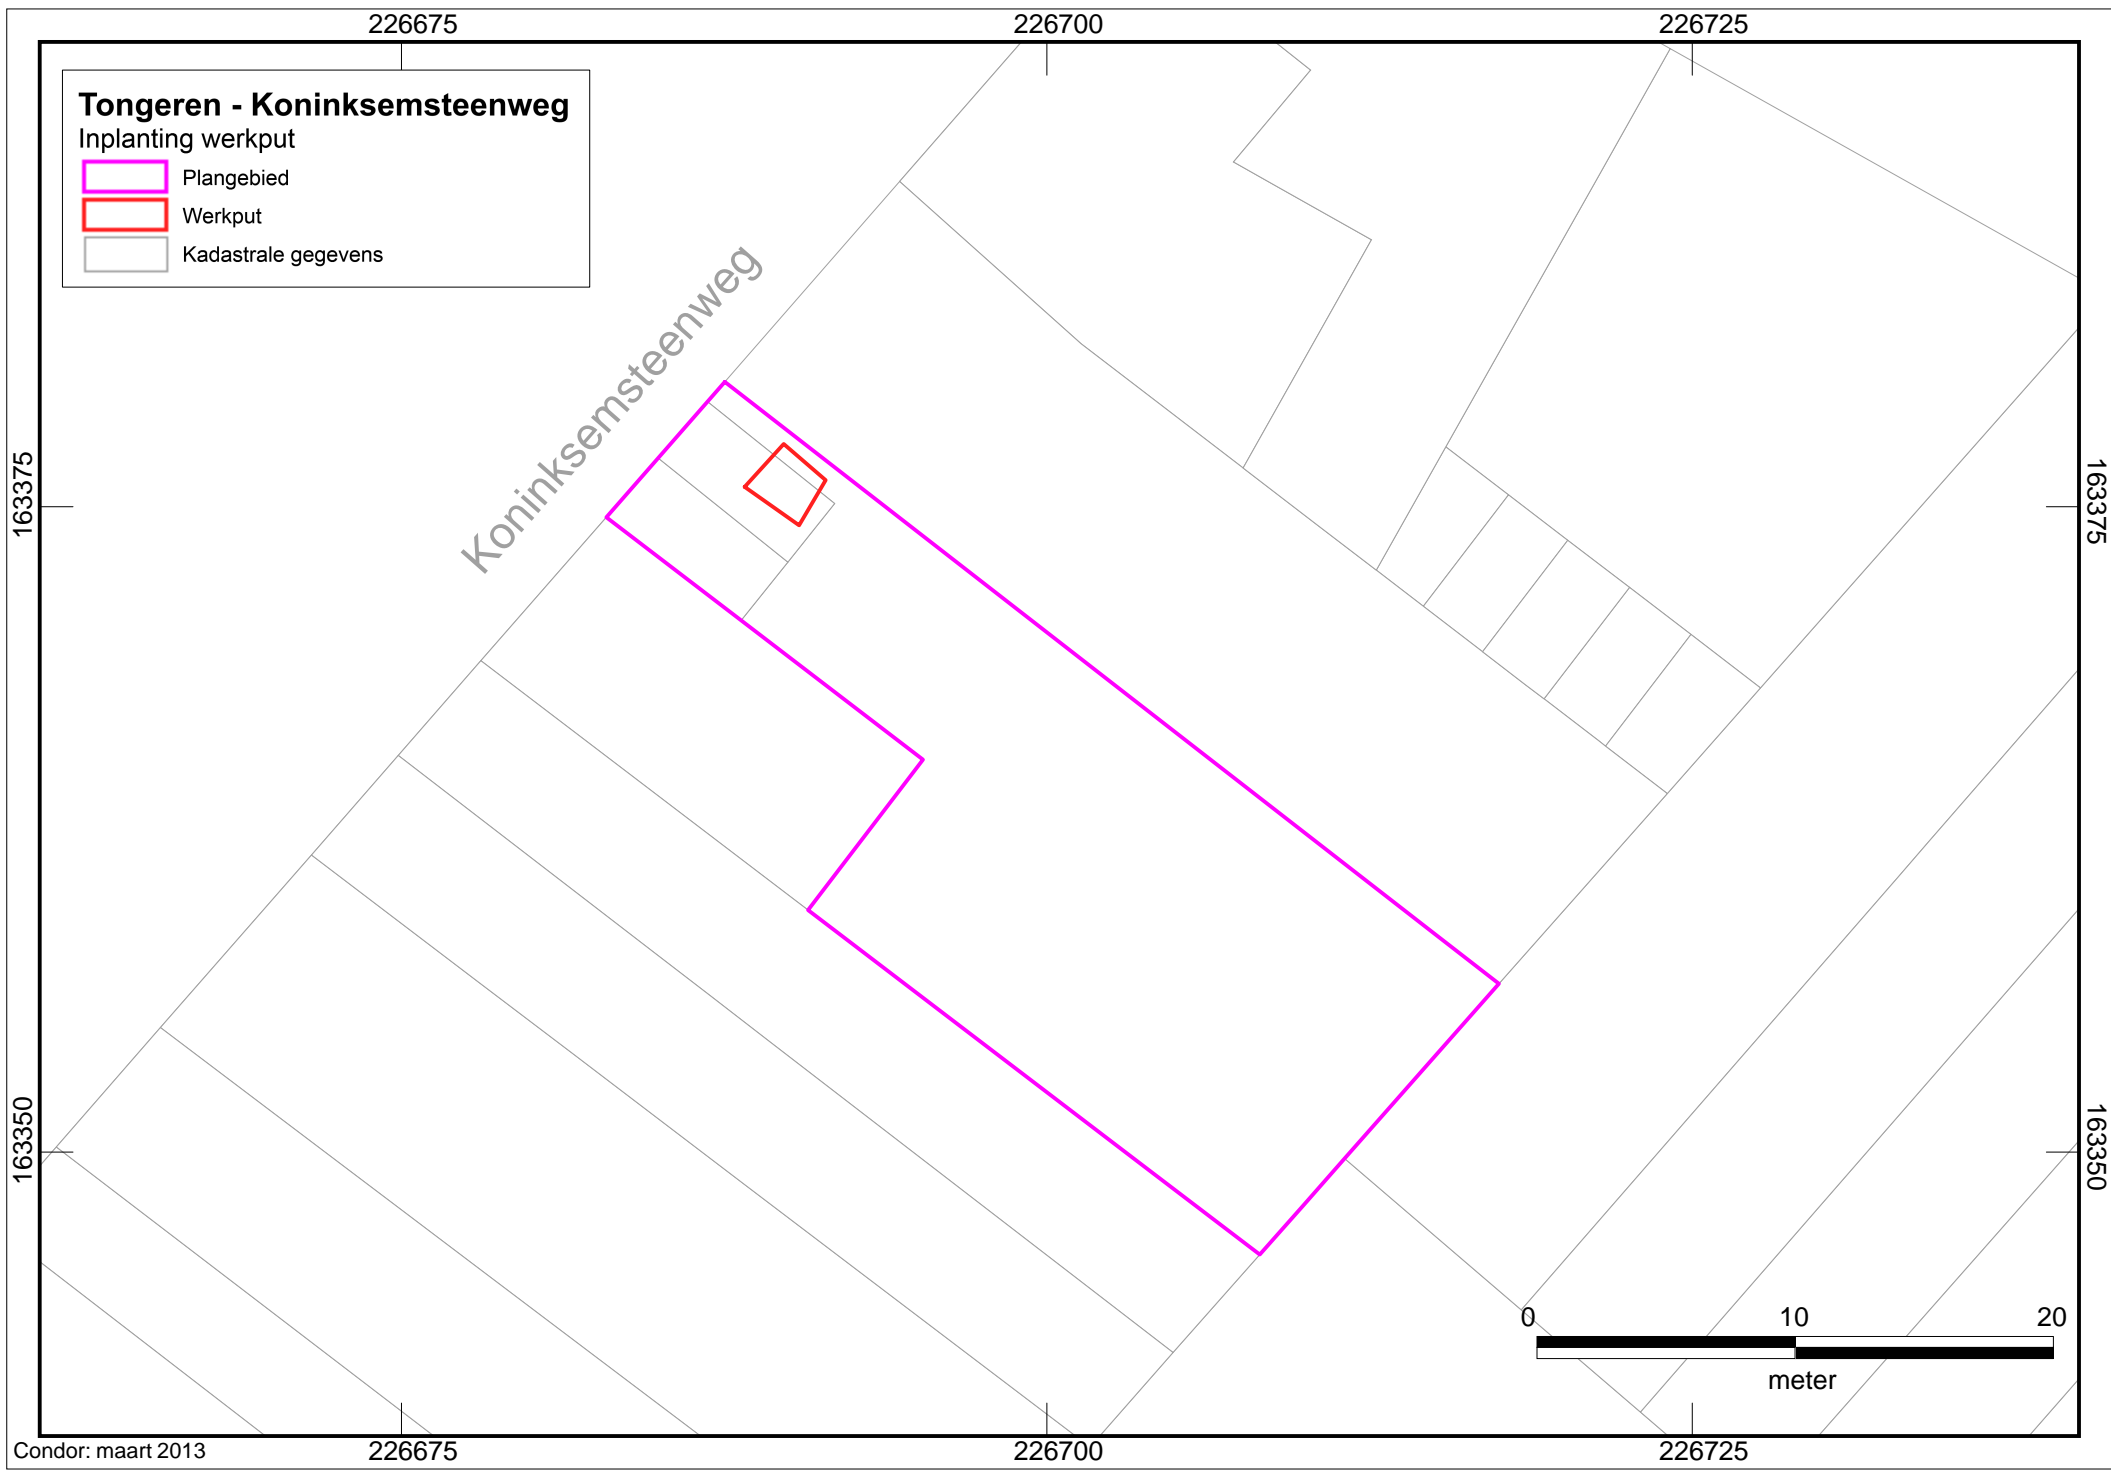 226675
226700
226725
Tongeren - Koninksemsteenweg
Inplanting werkput
Plangebied
Werkput
Kadastrale gegevens
Koninksemsteenweg
163375
163375
163350
163350
0
10
20
meter
Condor: maart 2013
226675
226700
226725